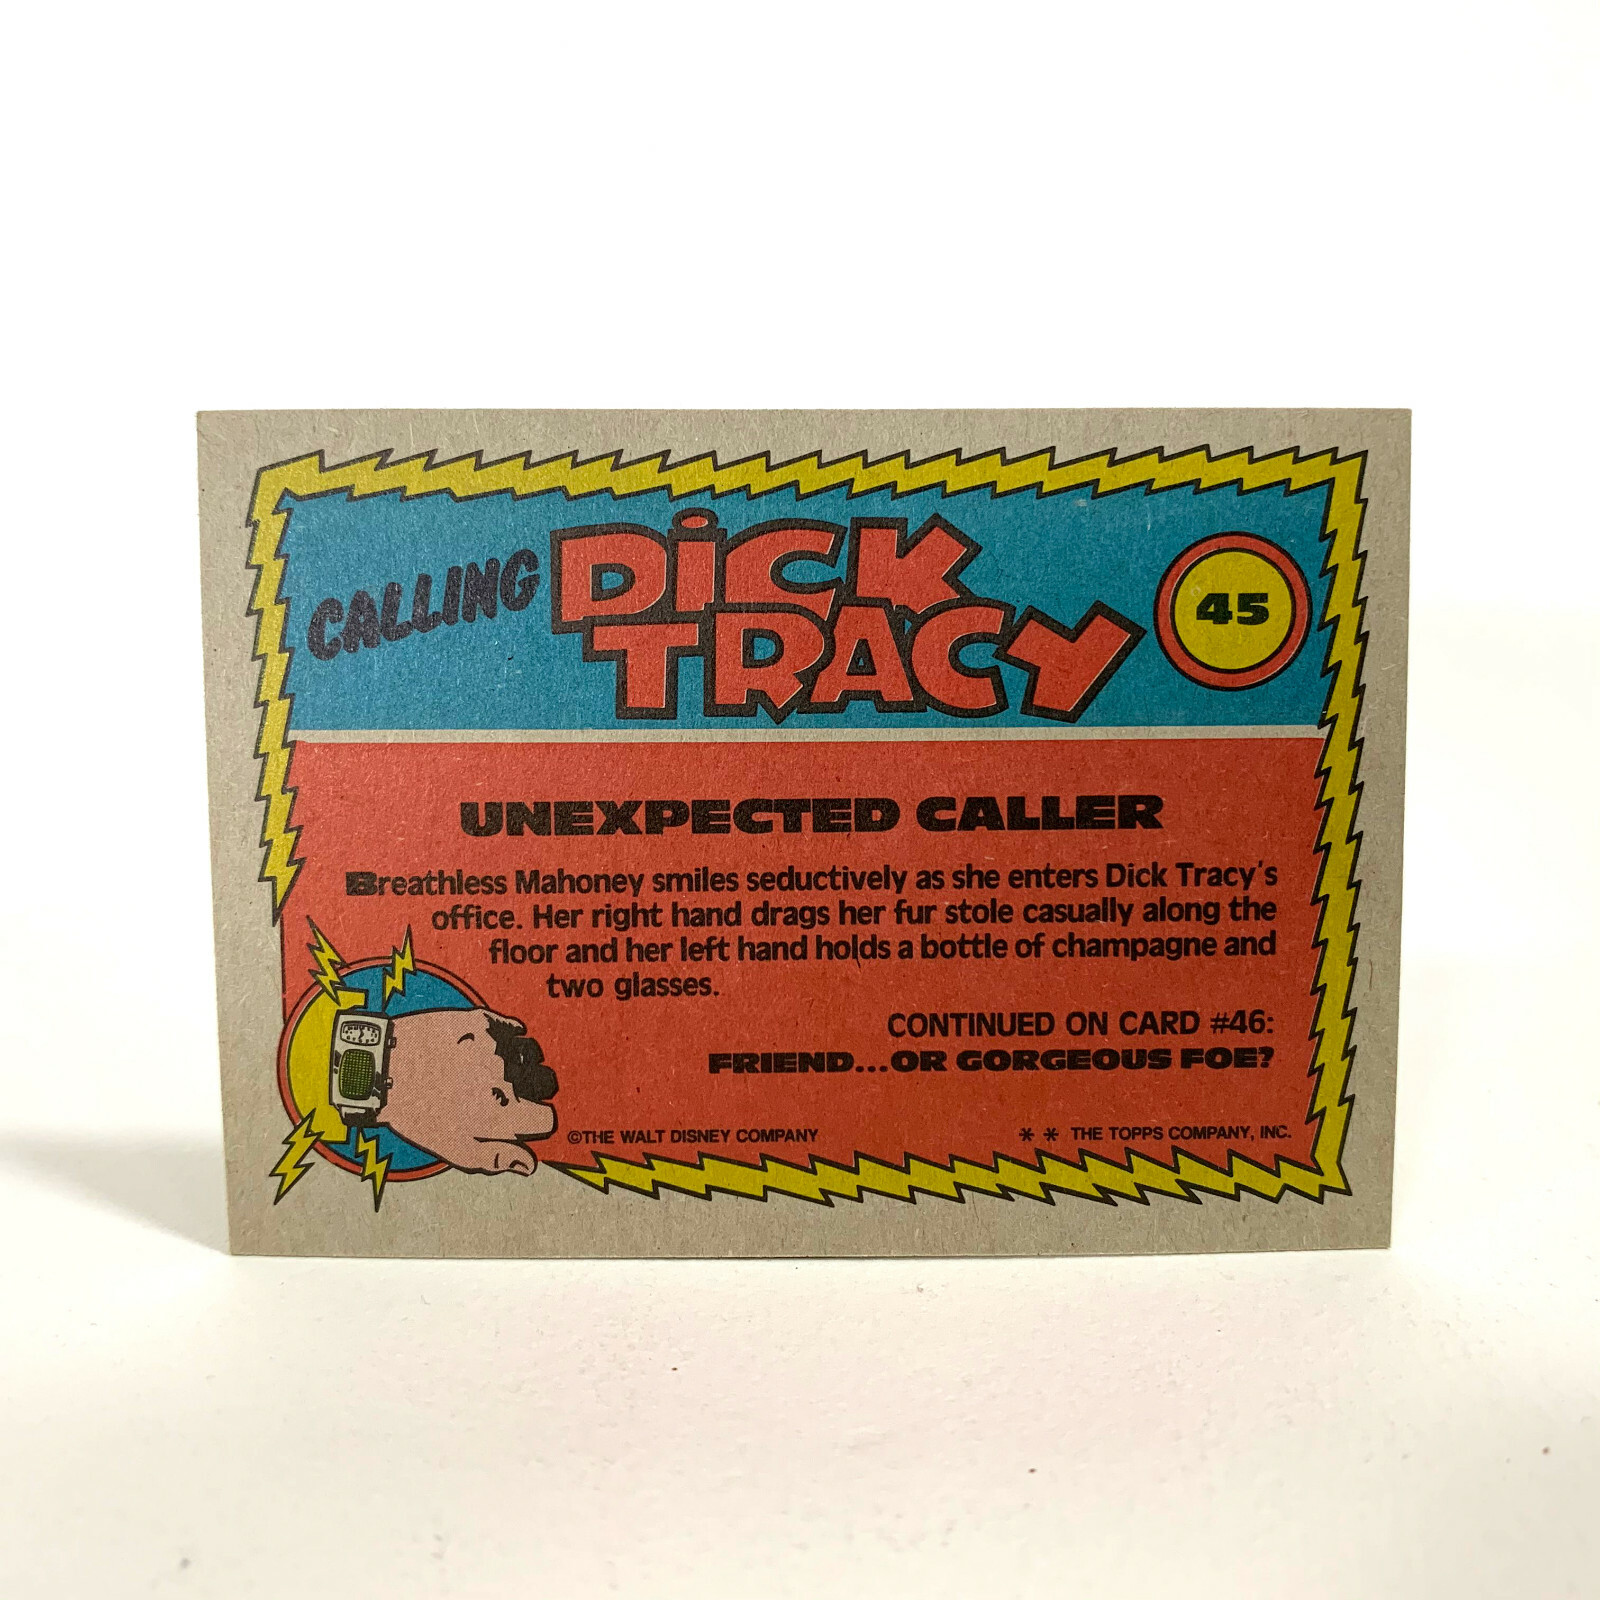 CALLING DiCK
TRACY
45
UNEXPECTED CALLER
Breathless Mahoney smiles seductively as she enters Dick Tracy's
office. Her right hand drags her fur stole casually along the
floor and her left hand holds a bottle of champagne and
two glasses.
CONTINUED ON CARD #46:
FRIEND...OR GORGEOUS FOE?
©THE WALT DISNEY COMPANY
* * THE TOPPS COMPANY, INC.